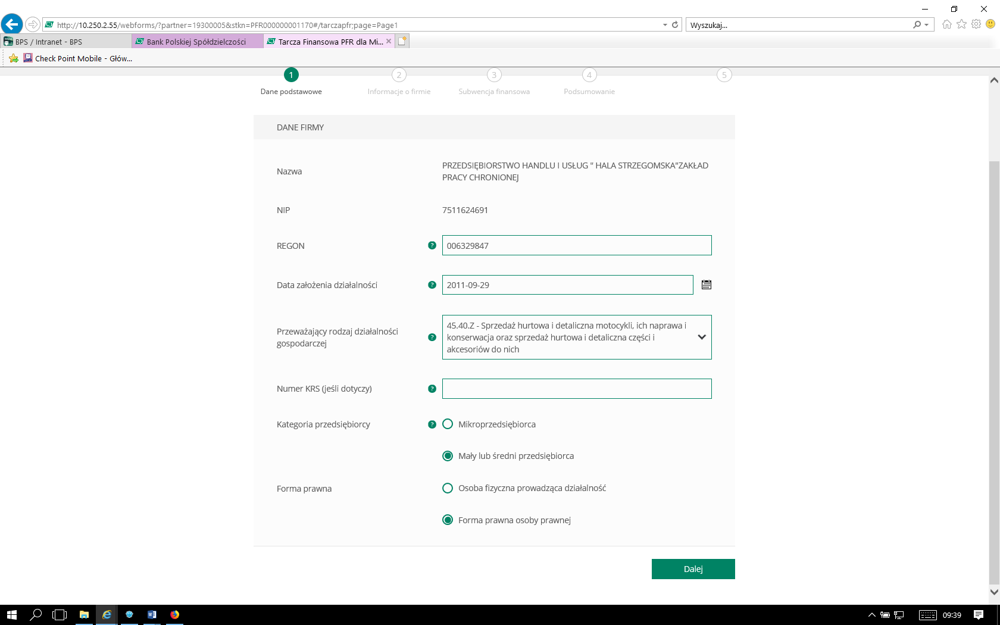 http://10.250.2.55/webforms/?partner=19300005&stkn=PFR000000001170#/tarczapfr;page=Page1
Wyszukaj...
BPS / Intranet - BPS
Bank Polskiej Spółdzielczości
Tarcza Finansowa PFR dla Mi...
Check Point Mobile - Głów...
1
2
3
4
5
Dane podstawowe
Informacje o firmie
Subwencja finansowa
Podsumowanie
DANE FIRMY
Nazwa
PRZEDSIĘBIORSTWO HANDLU I USŁUG " HALA STRZEGOMSKA"ZAKŁAD
PRACY CHRONIONEJ
NIP
7511624691
REGON
?
006329847
Data założenia działalności
?
2011-09-29
Przeważający rodzaj działalności
gospodarczej
?
45.40.Z - Sprzedaż hurtowa i detaliczna motocykli, ich naprawa i
konserwacja oraz sprzedaż hurtowa i detaliczna części i
akcesoriów do nich
Numer KRS (jeśli dotyczy)
?
Kategoria przedsiębiorcy
?
Mikroprzedsiębiorca
Mały lub średni przedsiębiorca
Forma prawna
Osoba fizyczna prowadząca działalność
Forma prawna osoby prawnej
Dalej
09:39